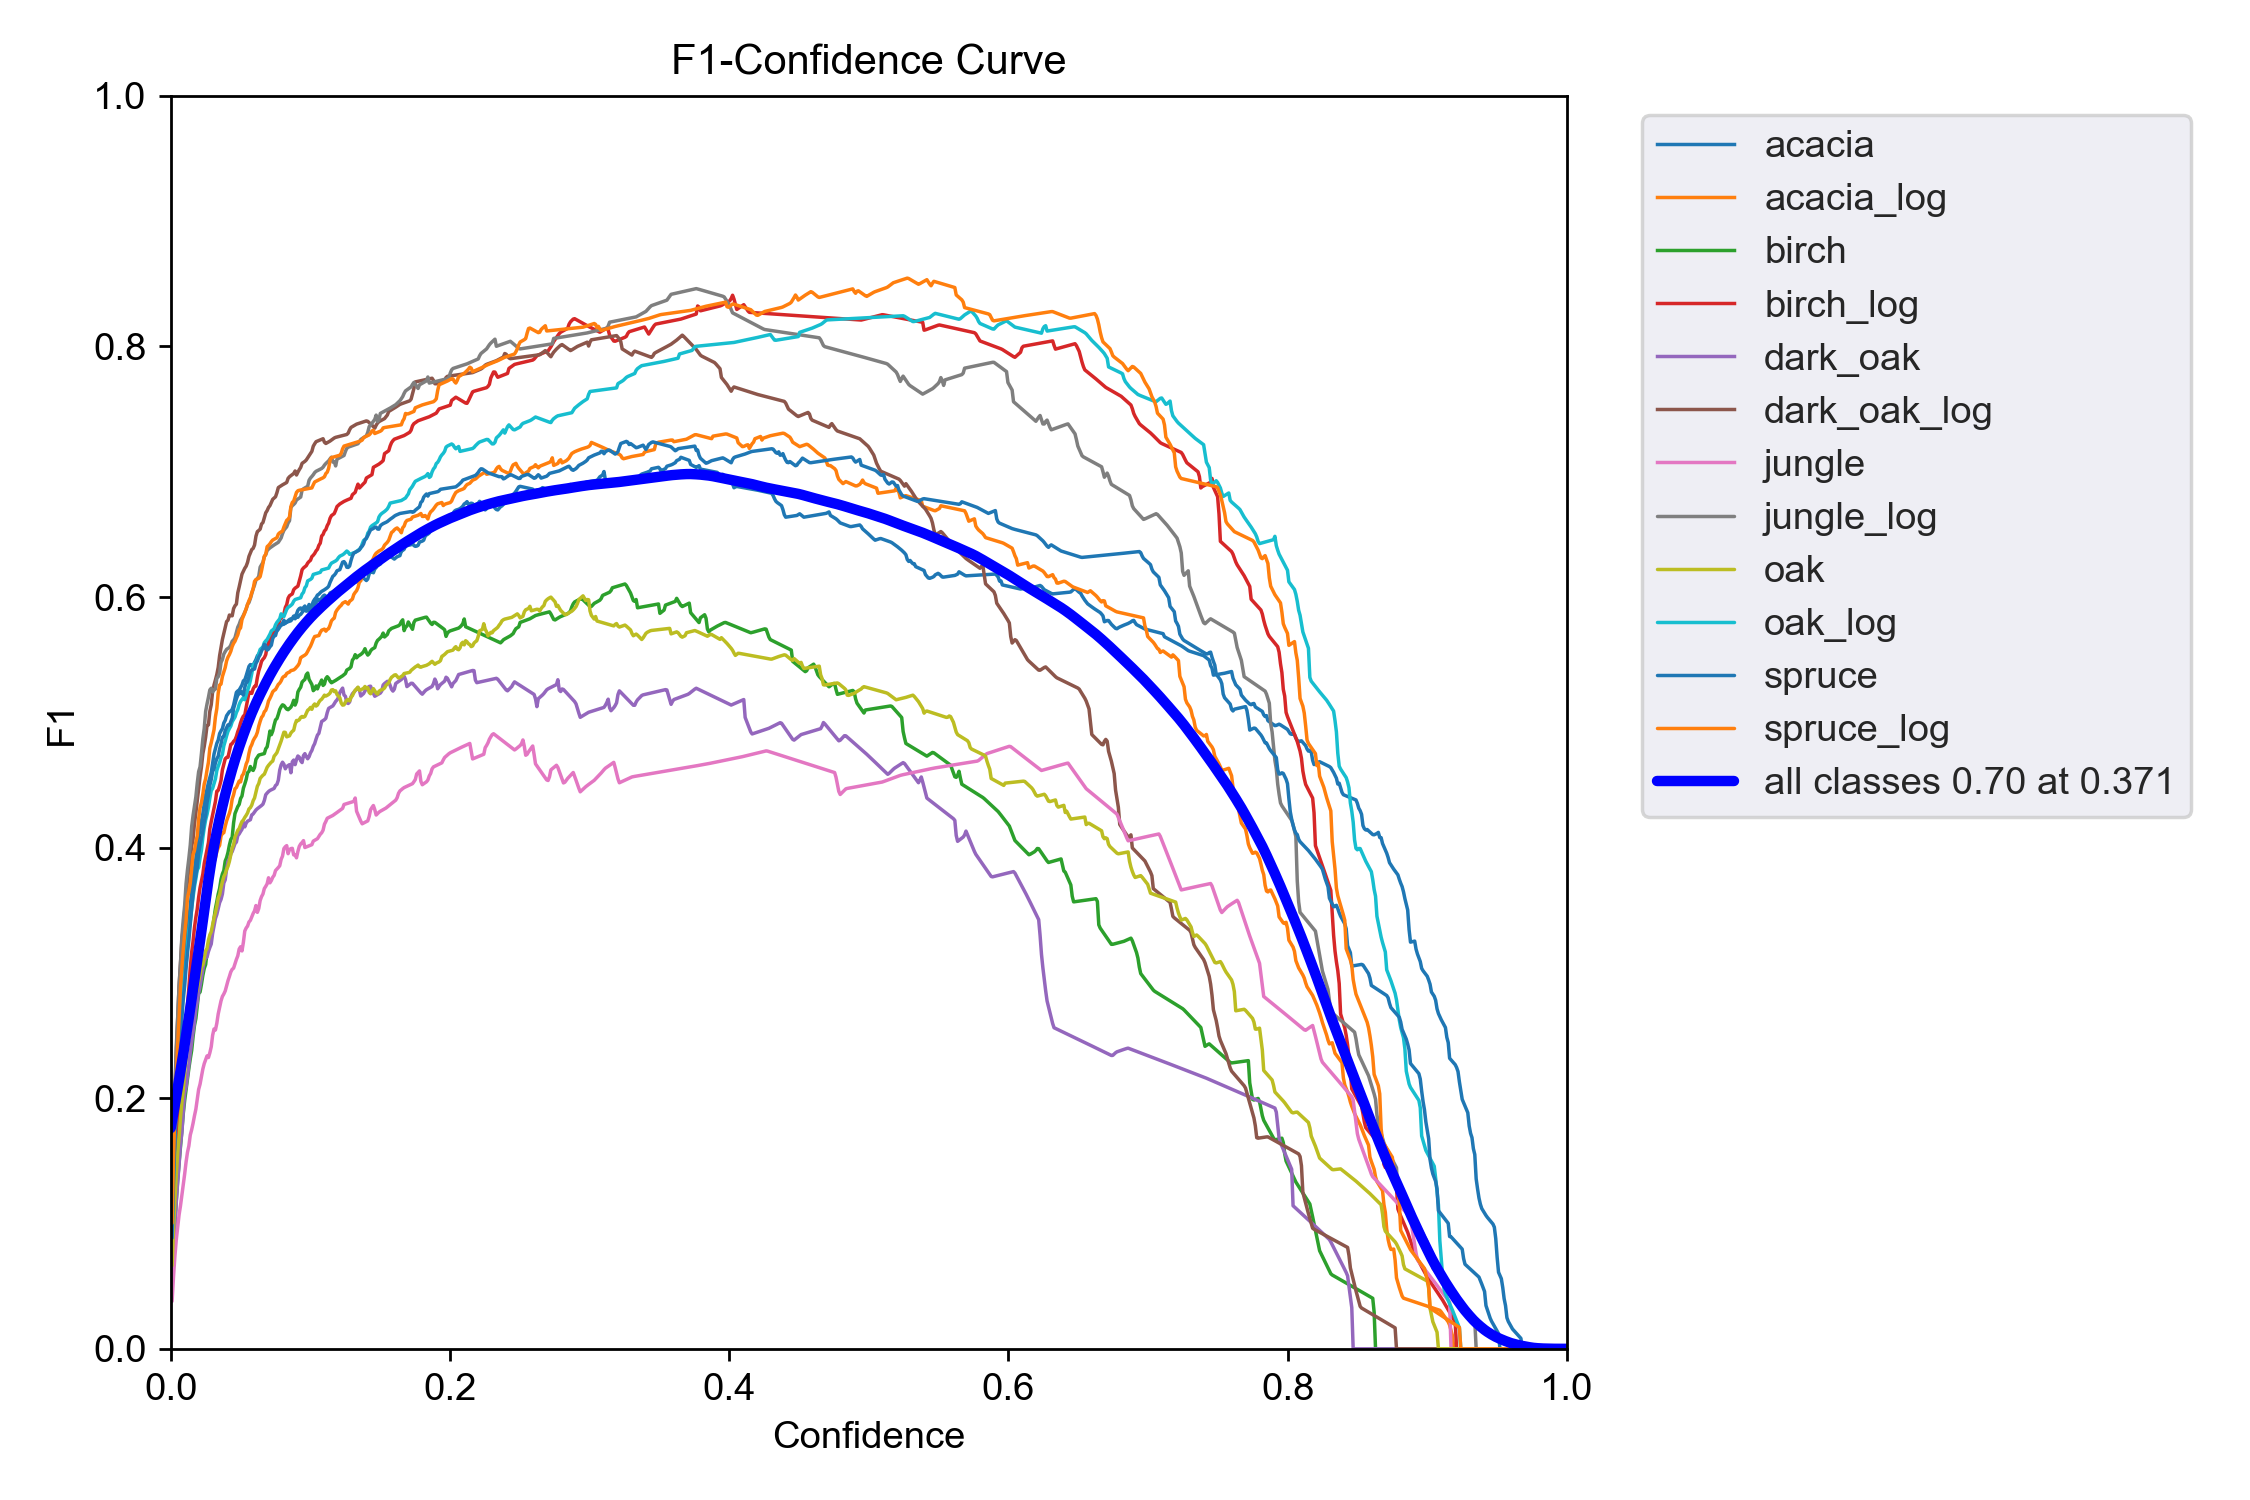 F1-Confidence Curve
1.0
0.8
0.6
0.4
0.2
0.0
F1
0.0 0.2 0.4 0.6 0.8 1.0
Confidence
acacia
acacia_log
birch
birch_log
dark_oak
dark_oak_log
jungle
jungle_log
oak
oak_log
spruce
spruce_log
all classes 0.70 at 0.371